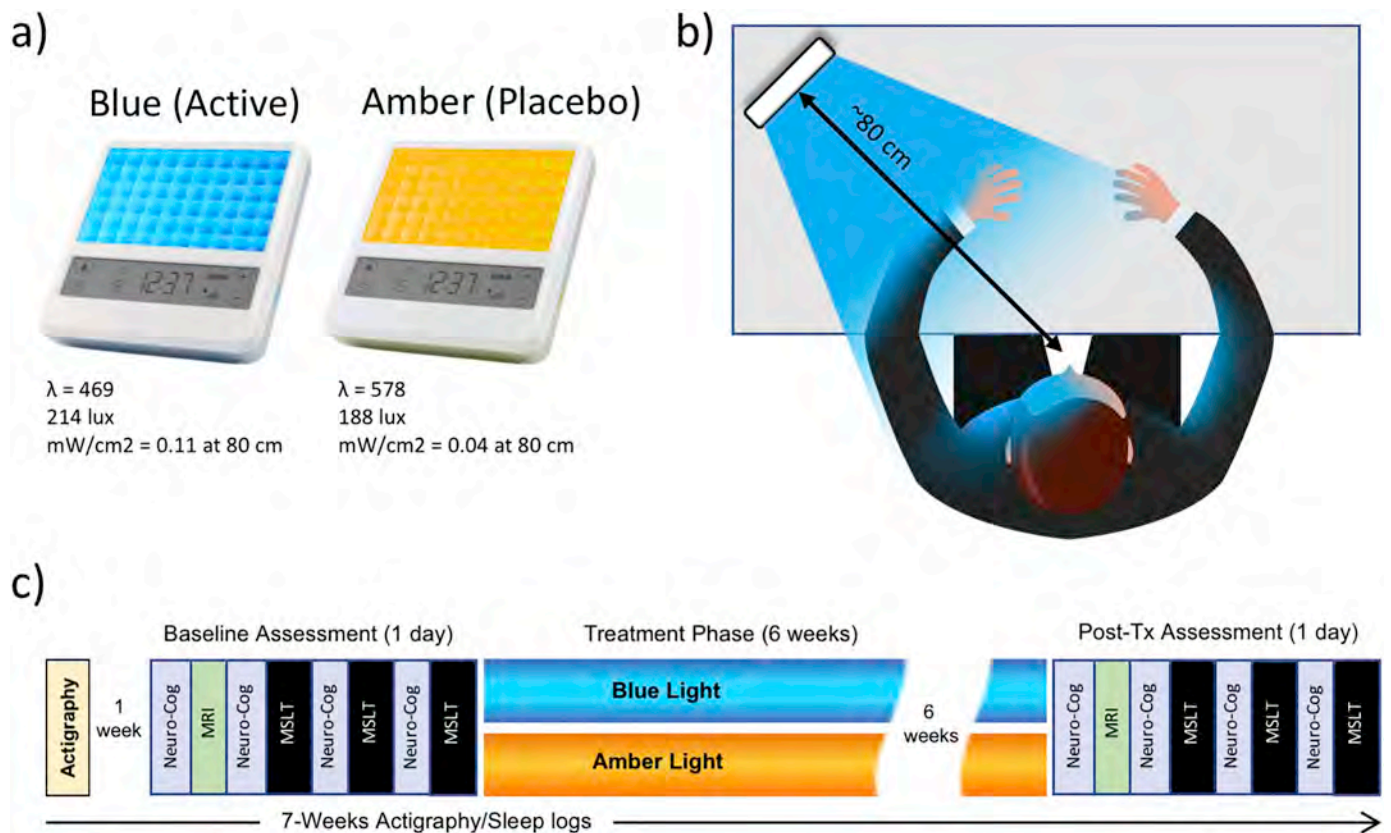 a)
Blue (Active)
Amber (Placebo)
12:37
12:37
λ = 469
214 lux
mW/cm2 = 0.11 at 80 cm
λ = 578
188 lux
mW/cm2 = 0.04 at 80 cm
b)
~80 cm
c)
Baseline Assessment (1 day)
Treatment Phase (6 weeks)
Post-Tx Assessment (1 day)
Actigraphy
1
week
Neuro-Cog
MRI
Neuro-Cog
MSLT
Neuro-Cog
MSLT
Neuro-Cog
MSLT
Blue Light
Amber Light
6
weeks
Neuro-Cog
MRI
Neuro-Cog
MSLT
Neuro-Cog
MSLT
Neuro-Cog
MSLT
7-Weeks Actigraphy/Sleep logs